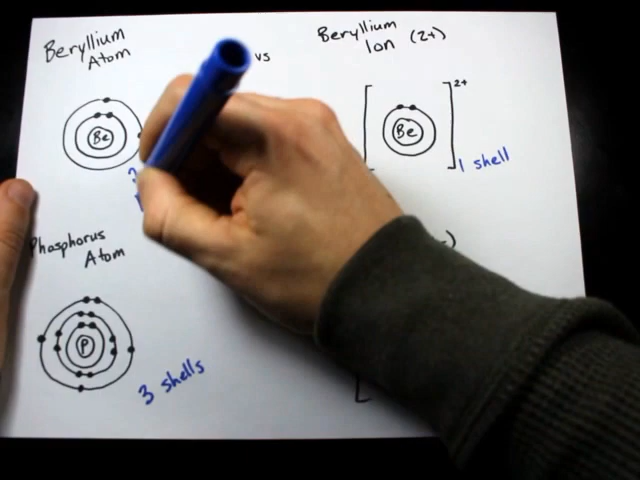 Beryllium
Atom
vs
Beryllium
Ion (2+)
Be
Be
2+
1 shell
Phosphorus
Atom
P
3 shells